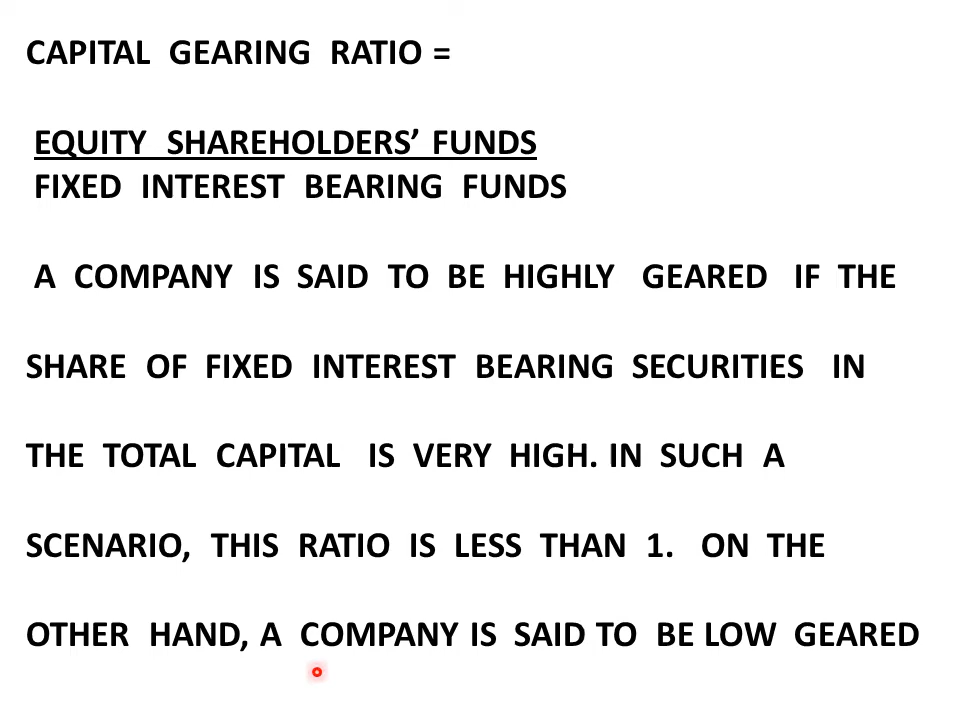 CAPITAL GEARING RATIO =
EQUITY SHAREHOLDERS’ FUNDS
FIXED INTEREST BEARING FUNDS
A COMPANY IS SAID TO BE HIGHLY GEARED IF THE
SHARE OF FIXED INTEREST BEARING SECURITIES IN
THE TOTAL CAPITAL IS VERY HIGH. IN SUCH A
SCENARIO, THIS RATIO IS LESS THAN 1. ON THE
OTHER HAND, A COMPANY IS SAID TO BE LOW GEARED